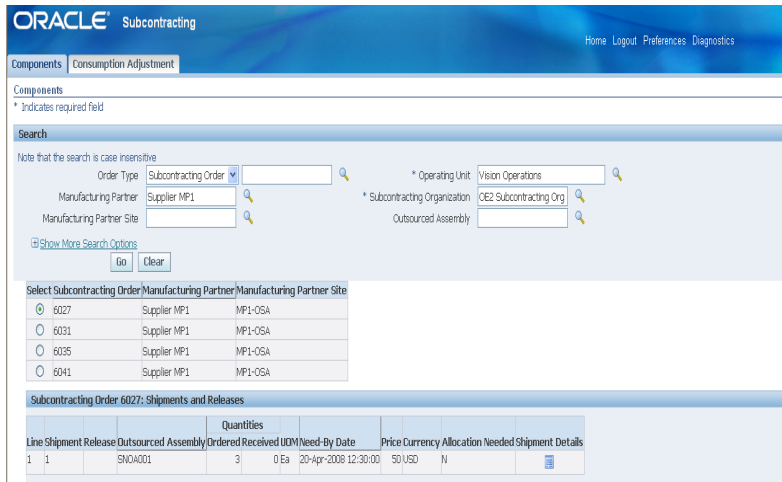 ORACLE® Subcontracting
Home Logout Preferences Diagnostics
Components Consumption Adjustment
Components
* Indicates required field
Search
Note that the search is case insensitive
Order Type Subcontracting Order * Operating Unit Vision Operations
Manufacturing Partner Supplier MP1 * Subcontracting Organization OE2 Subcontracting Org
Manufacturing Partner Site Outsourced Assembly
Show More Search Options
Go Clear
Select Subcontracting Order Manufacturing Partner Manufacturing Partner Site
6027 Supplier MP1 MP1-OSA
6031 Supplier MP1 MP1-OSA
6035 Supplier MP1 MP1-OSA
6041 Supplier MP1 MP1-OSA
Subcontracting Order 6027: Shipments and Releases
Quantities
Line Shipment Release Outsourced Assembly Ordered Received UOM Need-By Date Price Currency Allocation Needed Shipment Details
1 1 SNOA001 3 0 Ea 20-Apr-2008 12:30:00 50 USD N